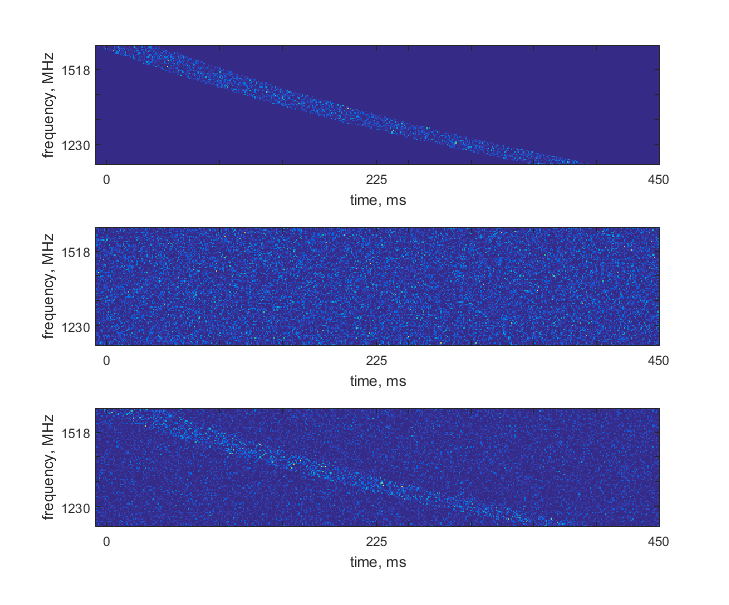 frequency, MHz
1518
1230
0 225 450
time, ms
frequency, MHz
1518
1230
0 225 450
time, ms
frequency, MHz
1518
1230
0 225 450
time, ms